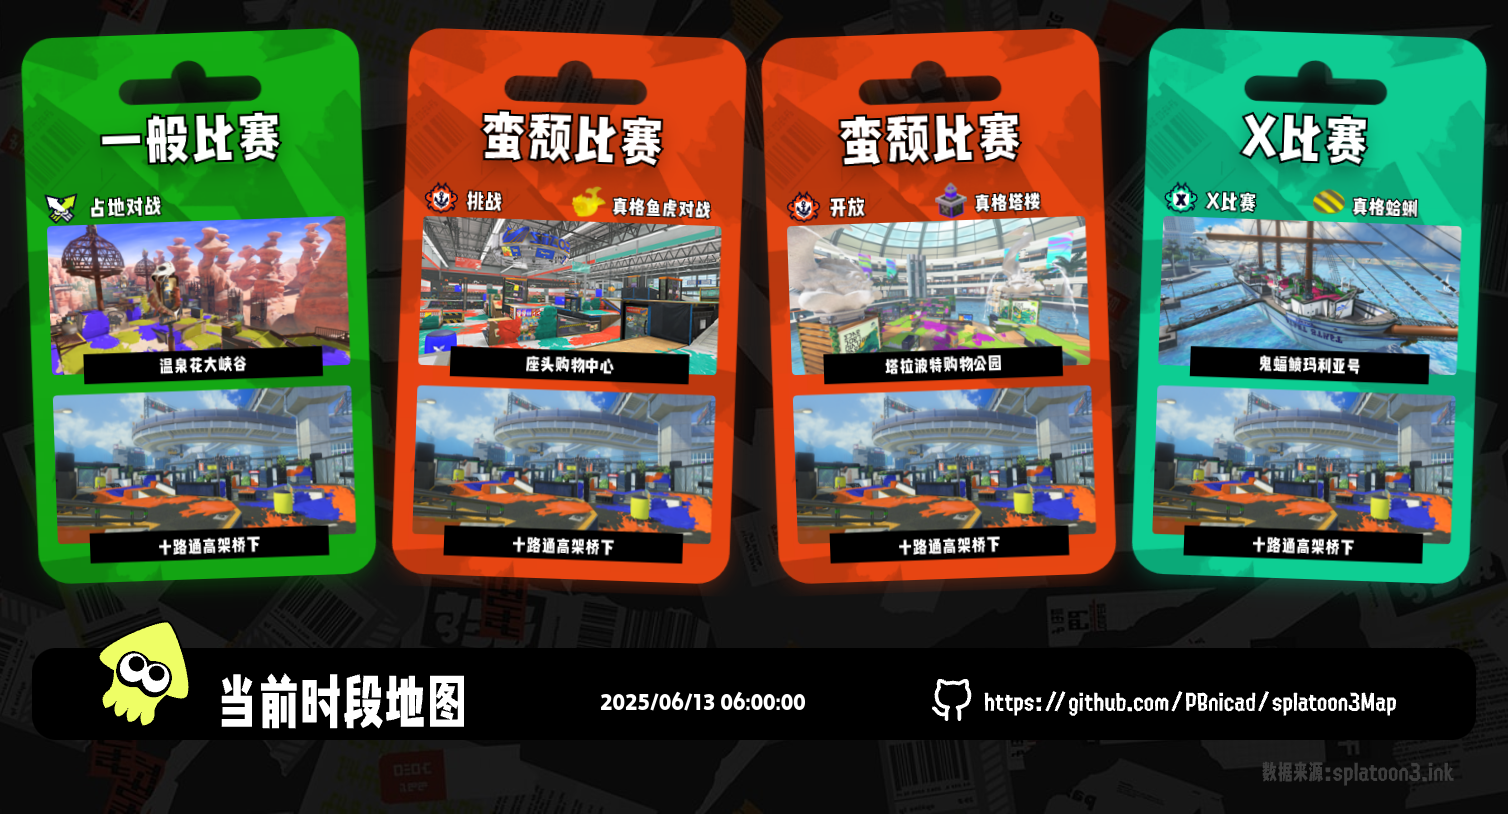 一般比赛
占地对战
温泉花大峡谷
十路通高架桥下
蛮颓比赛
挑战
真格鱼虎对战
座头购物中心
十路通高架桥下
蛮颓比赛
开放
真格塔楼
塔拉波特购物公园
十路通高架桥下
X比赛
X比赛
真格蛤蜊
鬼蝠鲼玛利亚号
十路通高架桥下
当前时段地图
2025/06/13 06:00:00
https://github.com/PBnicad/splatoon3Map
数据来源:splatoon3.ink